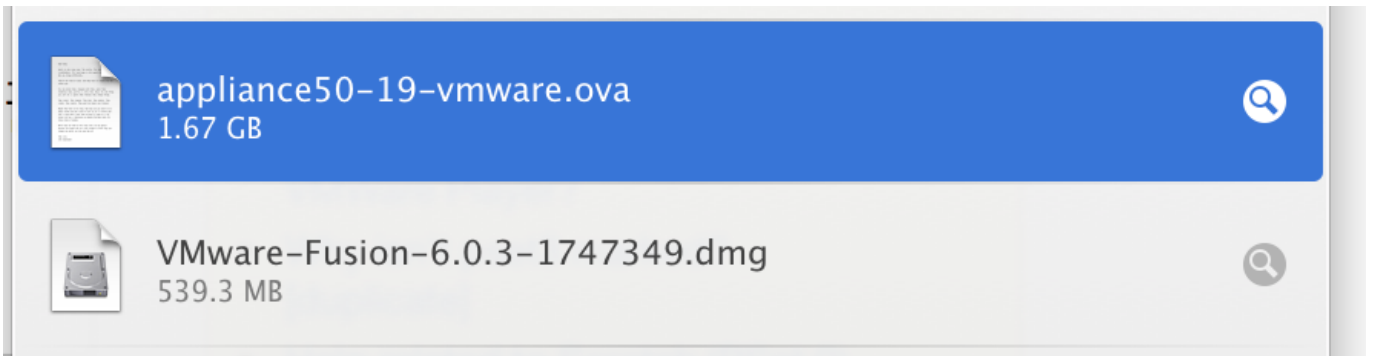 appliance50-19-vmware.ova
1.67 GB
VMware-Fusion-6.0.3-1747349.dmg
539.3 MB